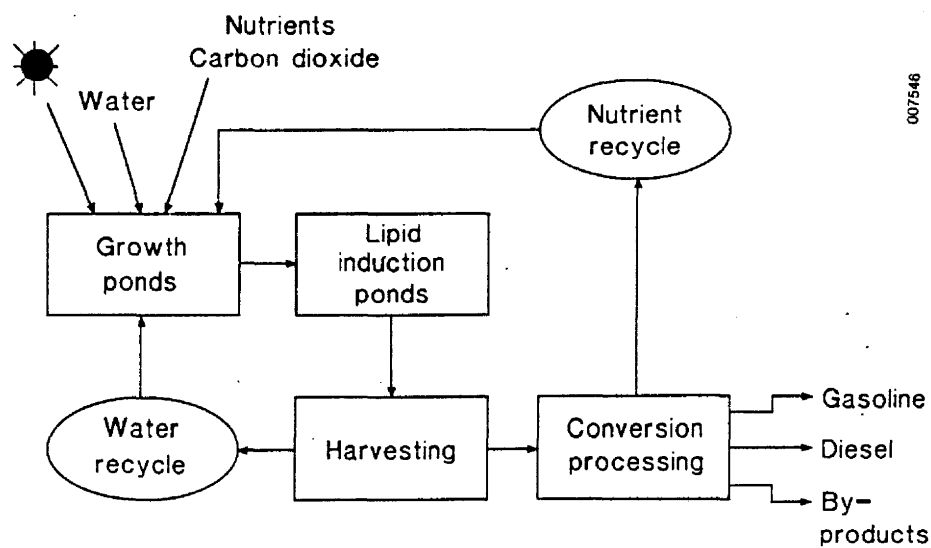 Nutrients
Carbon dioxide
Water
Nutrient
recycle
007546
Growth
ponds
Lipid
induction
ponds
Water
recycle
Harvesting
Conversion
processing
Gasoline
Diesel
By-
products